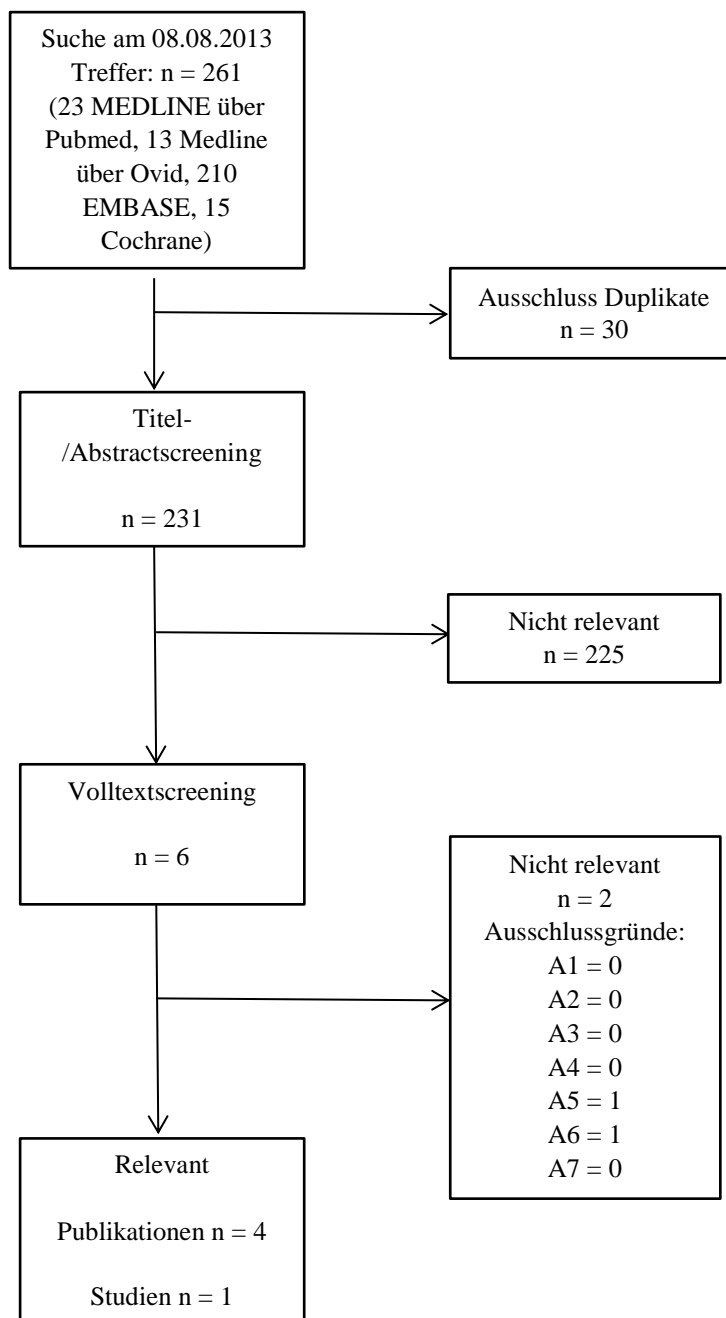 Suche am 08.08.2013
Treffer: n = 261
(23 MEDLINE über
Pubmed, 13 Medline
über Ovid, 210
EMBASE, 15
Cochrane)
Ausschluss Duplikate
n = 30
Titel-
/Abstractscreening
n = 231
Nicht relevant
n = 225
Volltextscreening
n = 6
Nicht relevant
n = 2
Ausschlussgründe:
A1 = 0
A2 = 0
A3 = 0
A4 = 0
A5 = 1
A6 = 1
A7 = 0
Relevant
Publikationen n = 4
Studien n = 1